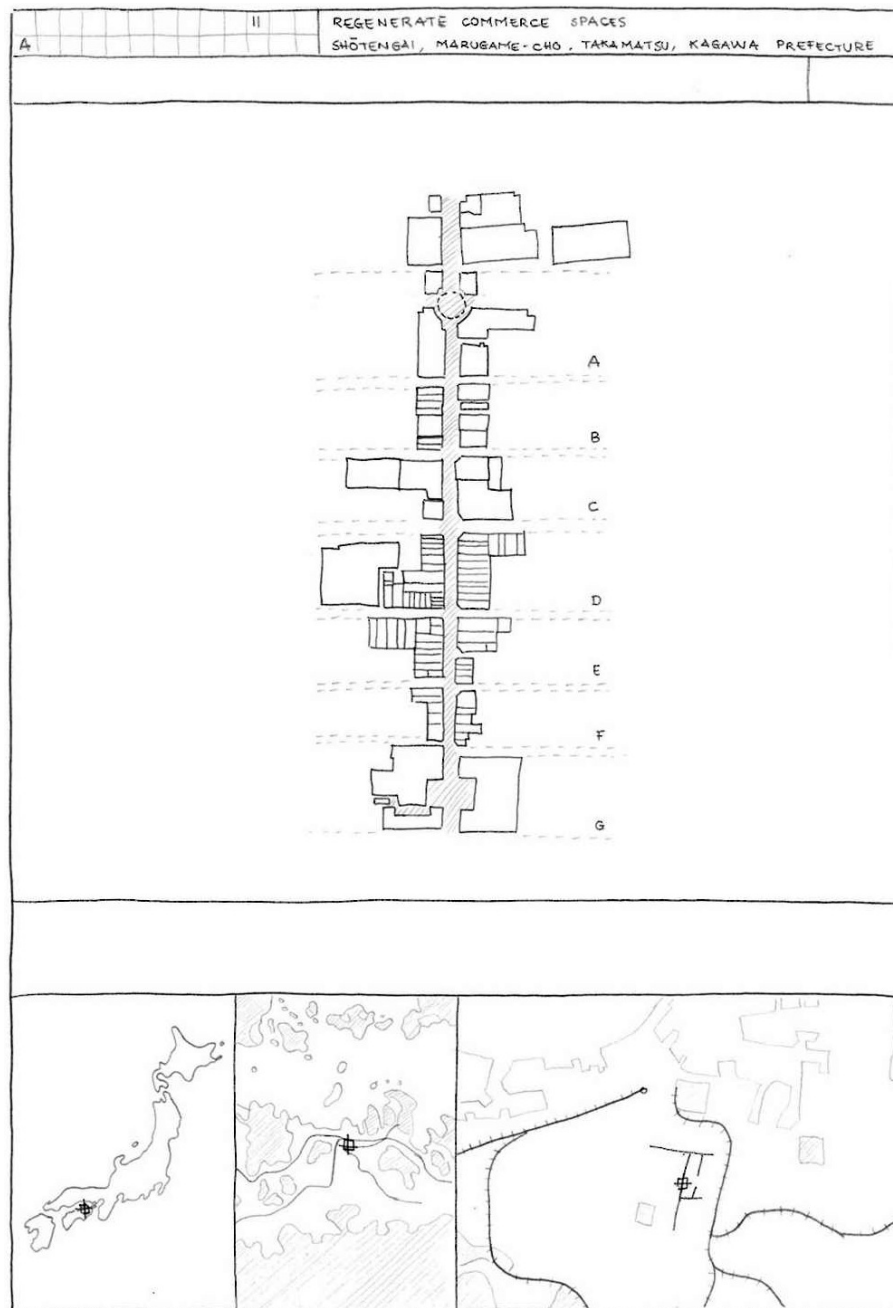 11
REGENERATE COMMERCE SPACES
A
SHŌTENGAI, MARUGAME-CHO, TAKAMATSU, KAGAWA PREFECTURE
A
B
C
D
E
F
G